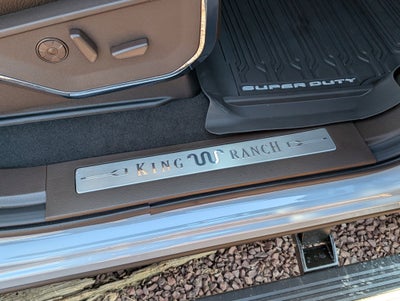 SUPER DUTY
KING RANCH